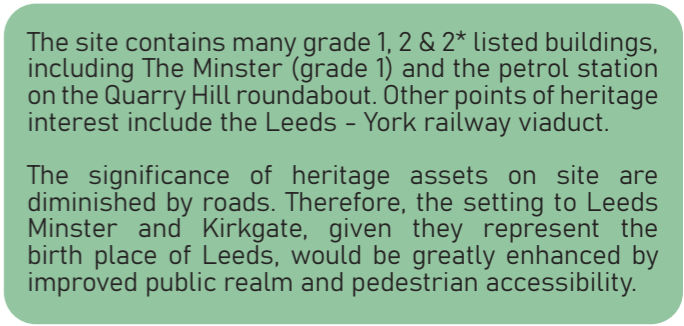 The site contains many grade 1, 2 & 2* listed buildings,
including The Minster (grade 1) and the petrol station
on the Quarry Hill roundabout. Other points of heritage
interest include the Leeds - York railway viaduct.

The significance of heritage assets on site are
diminished by roads. Therefore, the setting to Leeds
Minster and Kirkgate, given they represent the
birth place of Leeds, would be greatly enhanced by
improved public realm and pedestrian accessibility.